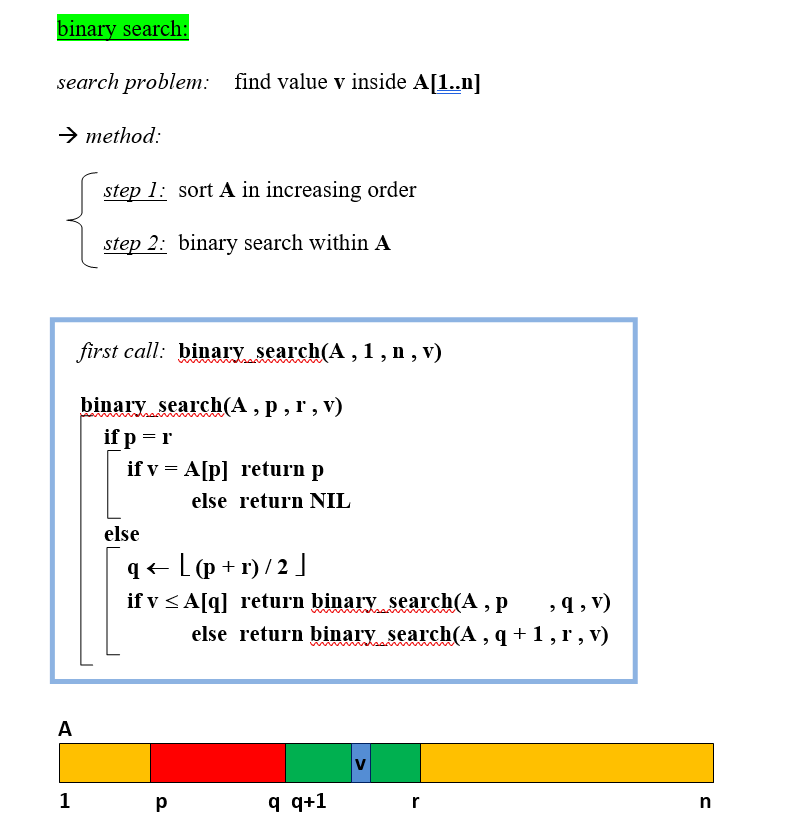 binary search:
search problem: find value v inside A[1..n]
→ method:
step 1: sort A in increasing order
step 2: binary search within A
first call: binary_search(A , 1 , n , v)
binary_search(A , p , r , v)
if p = r
if v = A[p] return p
else return NIL
else
q ← ⌊ (p + r) / 2 ⌋
if v ≤ A[q] return binary_search(A , p , q , v)
else return binary_search(A , q + 1 , r , v)
A
v
1 p q q+1 r n